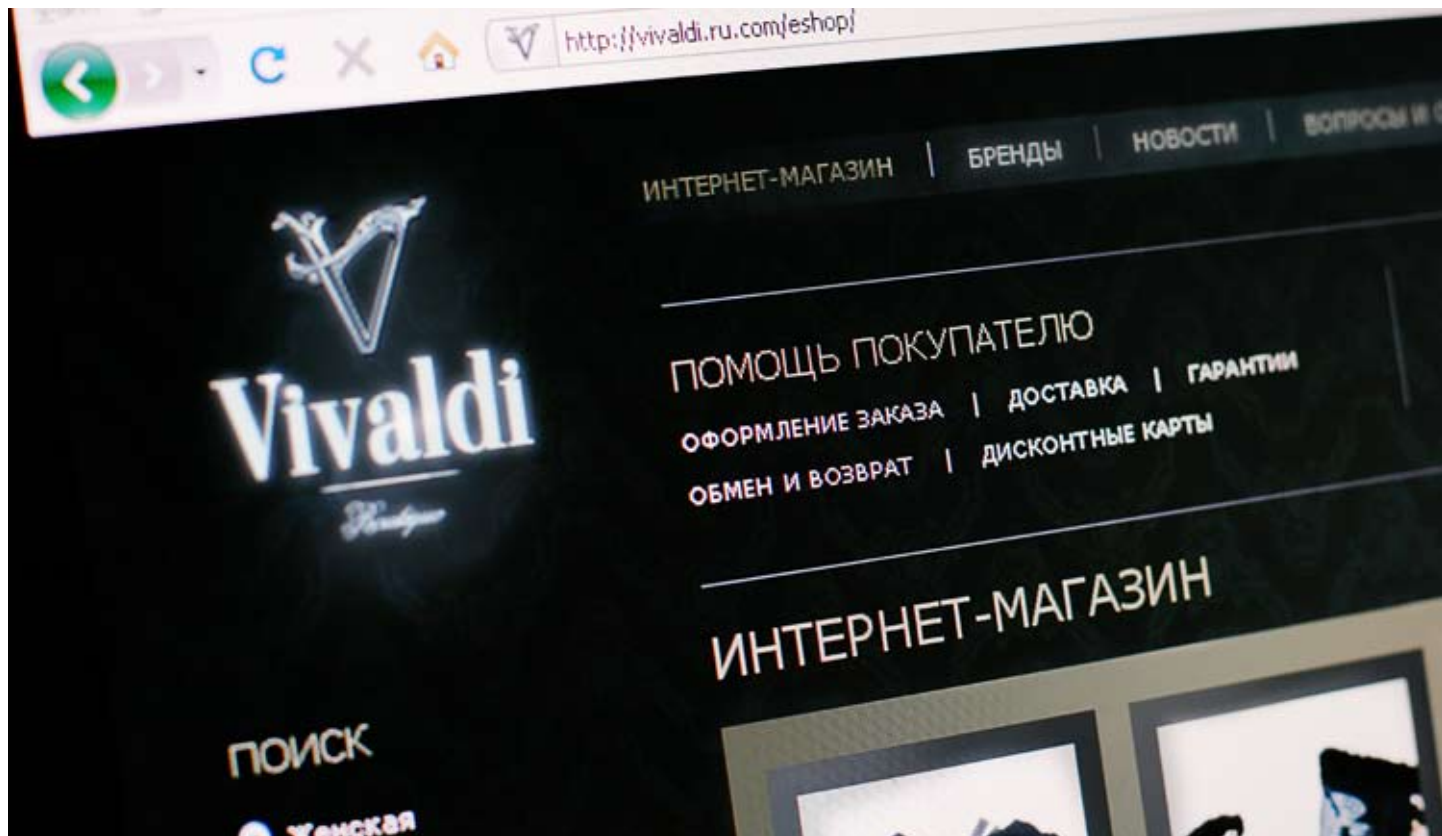 http://vivaldi.ru.com/eshop/
ИНТЕРНЕТ-МАГАЗИН | БРЕНДЫ | НОВОСТИ | ВОПРОСЫ И
Vivaldi
Boutique
ПОМОЩЬ ПОКУПАТЕЛЮ
ОФОРМЛЕНИЕ ЗАКАЗА | ДОСТАВКА | ГАРАНТИИ
ОБМЕН И ВОЗВРАТ | ДИСКОНТНЫЕ КАРТЫ
ИНТЕРНЕТ-МАГАЗИН
ПОИСК
Женская